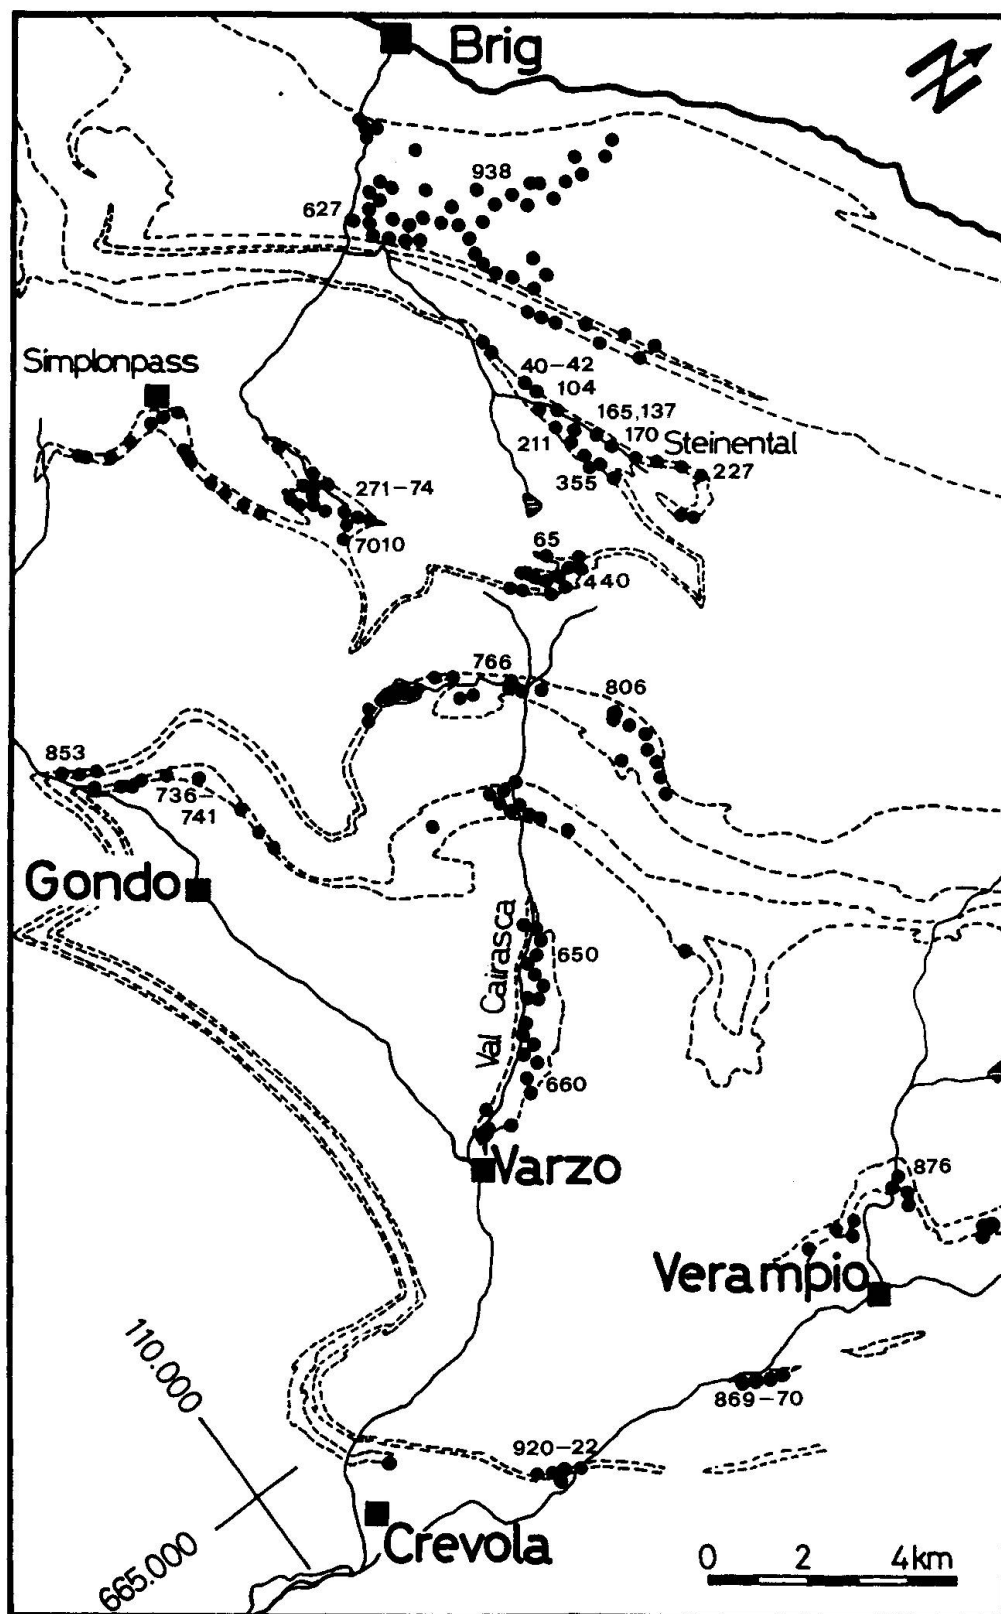 Brig
N
938
627
Simplonpass
40-42
104
165,137
211
170
Steinental
355
227
271-74
7010
65
440
766
806
853
736-
741
Gondo
Val Cairasca
650
660
Varzo
876
Verampio
110.000
869-70
920-22
665.000
Crevola
0 2 4km